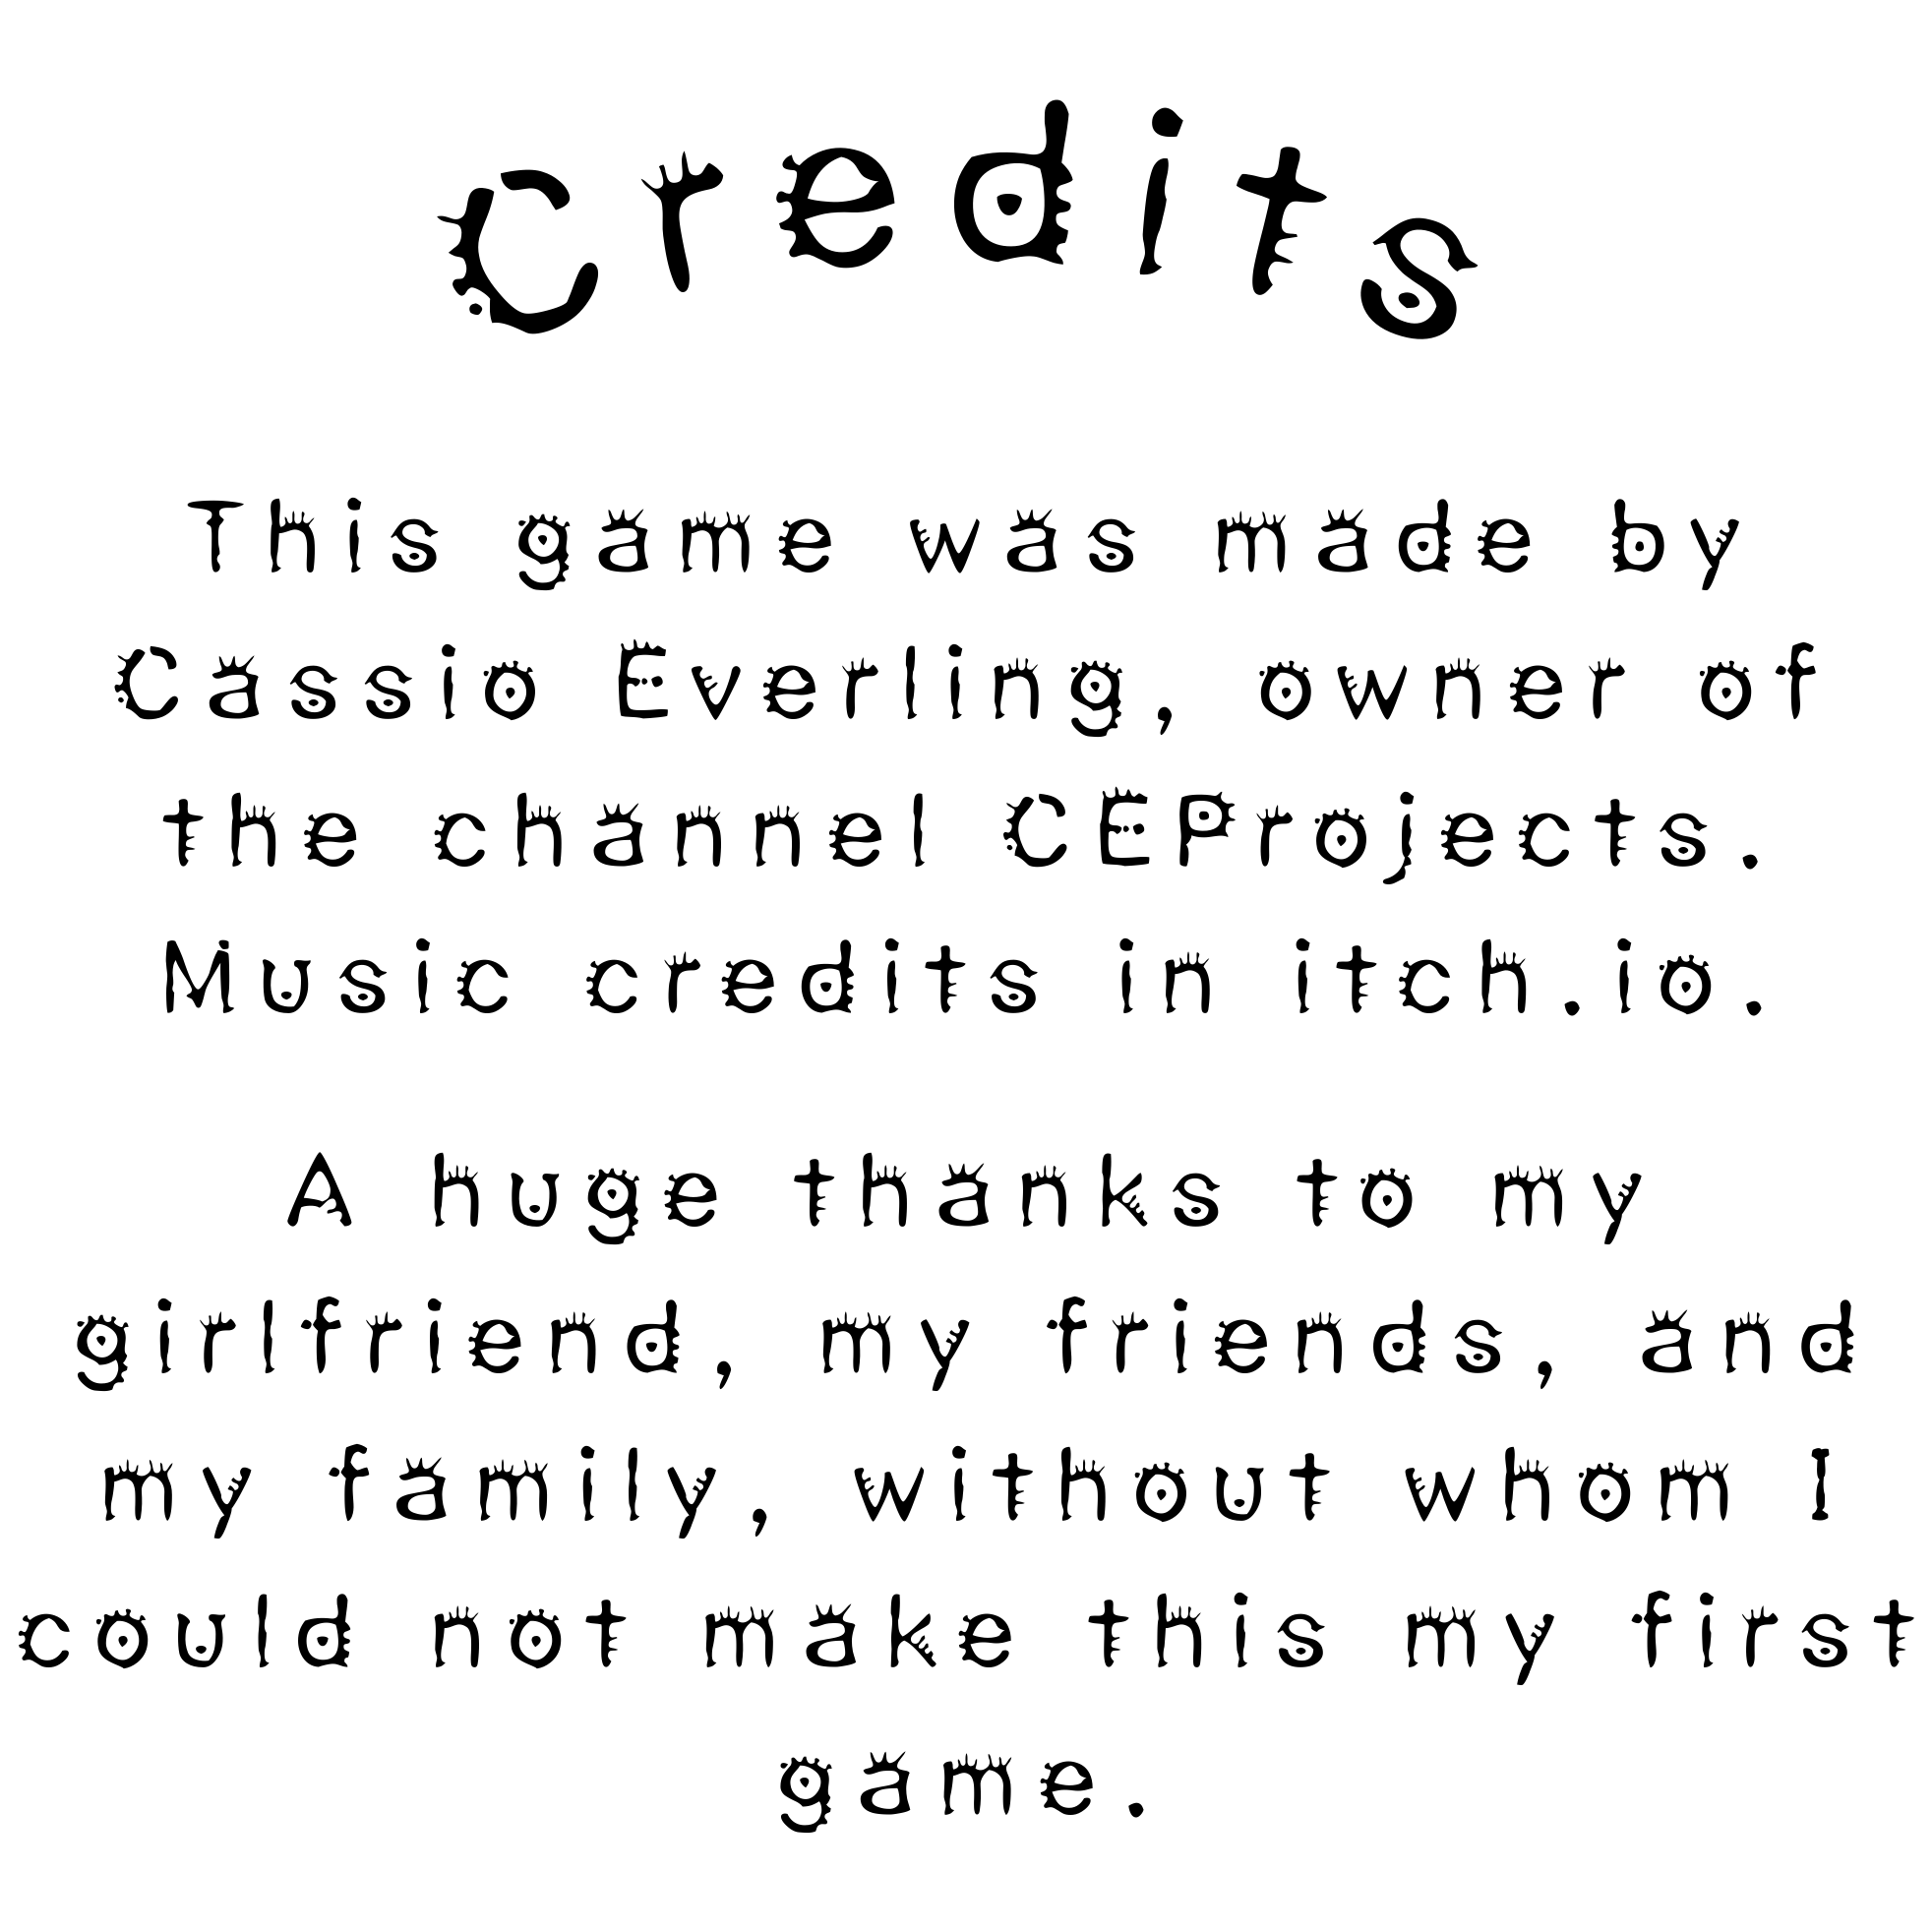 Credits
This game was made by
Cassio Everling, owner of
the channel CEProjects.
Music credits in itch.io.
A huge thanks to my
girlfriend, my friends, and
my family, without whom I
could not make this my first
game.